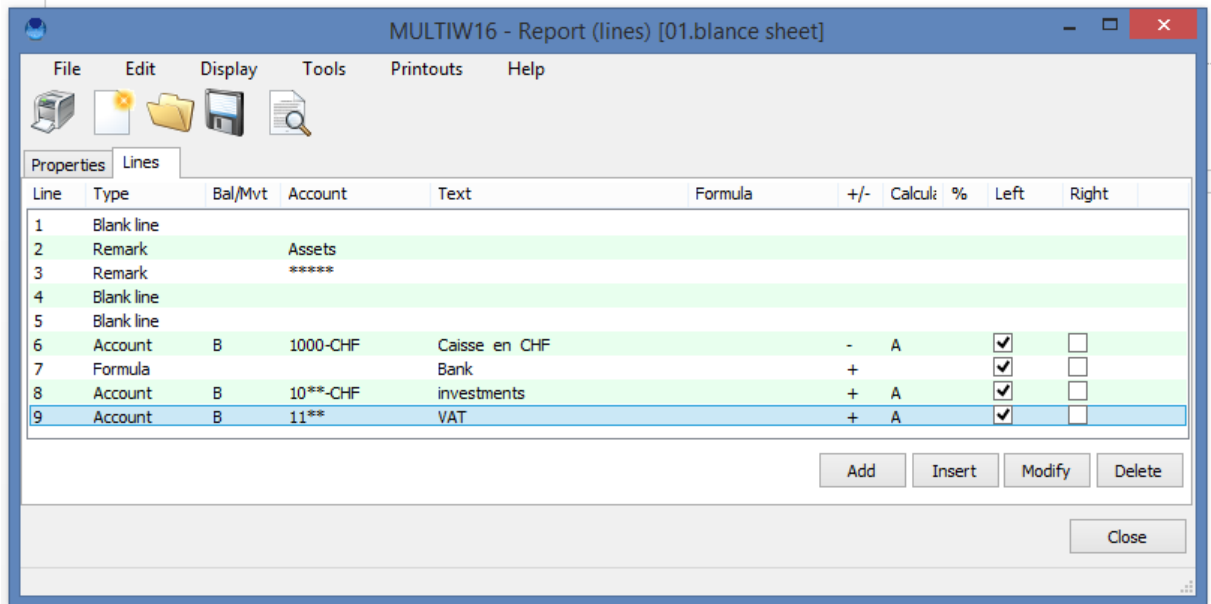 MULTIW16 - Report (lines) [01.blance sheet]
File Edit Display Tools Printouts Help
Properties Lines
Line Type Bal/Mvt Account Text Formula +/- Calcula % Left Right
1 Blank line
2 Remark Assets
3 Remark *****
4 Blank line
5 Blank line
6 Account B 1000-CHF Caisse en CHF - A
7 Formula Bank +
8 Account B 10**-CHF investments + A
9 Account B 11** VAT + A
Add Insert Modify Delete
Close